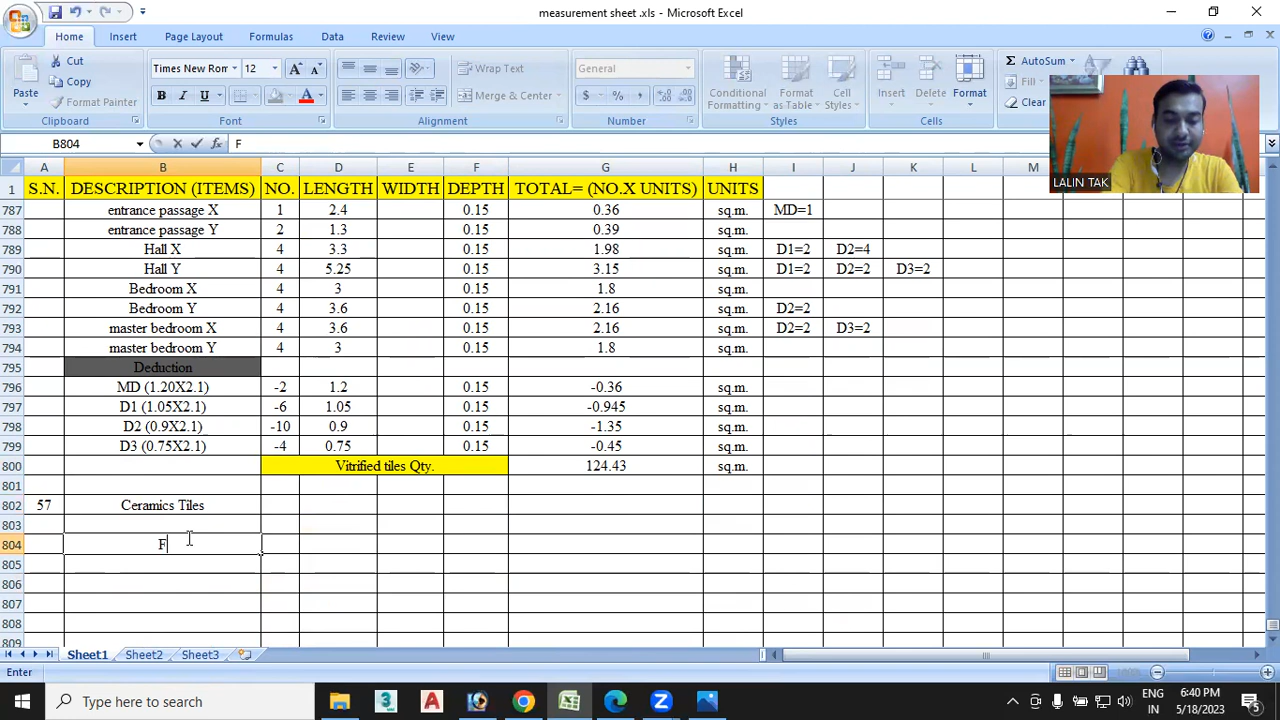 measurement sheet .xls - Microsoft Excel
Home Insert Page Layout Formulas Data Review View
Paste Cut Copy Format Painter Clipboard
Times New Rom 12 B I U Font
Wrap Text Merge & Center Alignment
General $ % , Number
Conditional Formatting Format as Table Cell Styles Styles
Insert Delete Format Cells
Σ AutoSum Fill Clear
LALIN TAK
B804 F
A B C D E F G H I J K L M
1 S.N. DESCRIPTION (ITEMS) NO. LENGTH WIDTH DEPTH TOTAL= (NO.X UNITS) UNITS
787 entrance passage X 1 2.4 0.15 0.36 sq.m. MD=1
788 entrance passage Y 2 1.3 0.15 0.39 sq.m.
789 Hall X 4 3.3 0.15 1.98 sq.m. D1=2 D2=4
790 Hall Y 4 5.25 0.15 3.15 sq.m. D1=2 D2=2 D3=2
791 Bedroom X 4 3 0.15 1.8 sq.m.
792 Bedroom Y 4 3.6 0.15 2.16 sq.m. D2=2
793 master bedroom X 4 3.6 0.15 2.16 sq.m. D2=2 D3=2
794 master bedroom Y 4 3 0.15 1.8 sq.m.
795 Deduction
796 MD (1.20X2.1) -2 1.2 0.15 -0.36 sq.m.
797 D1 (1.05X2.1) -6 1.05 0.15 -0.945 sq.m.
798 D2 (0.9X2.1) -10 0.9 0.15 -1.35 sq.m.
799 D3 (0.75X2.1) -4 0.75 0.15 -0.45 sq.m.
800 Vitrified tiles Qty. 124.43 sq.m.
801
802 57 Ceramics Tiles
803
804 F
805
806
807
808
809
Sheet1 Sheet2 Sheet3
Enter 100%
Type here to search
ENG IN 6:40 PM 5/18/2023 5